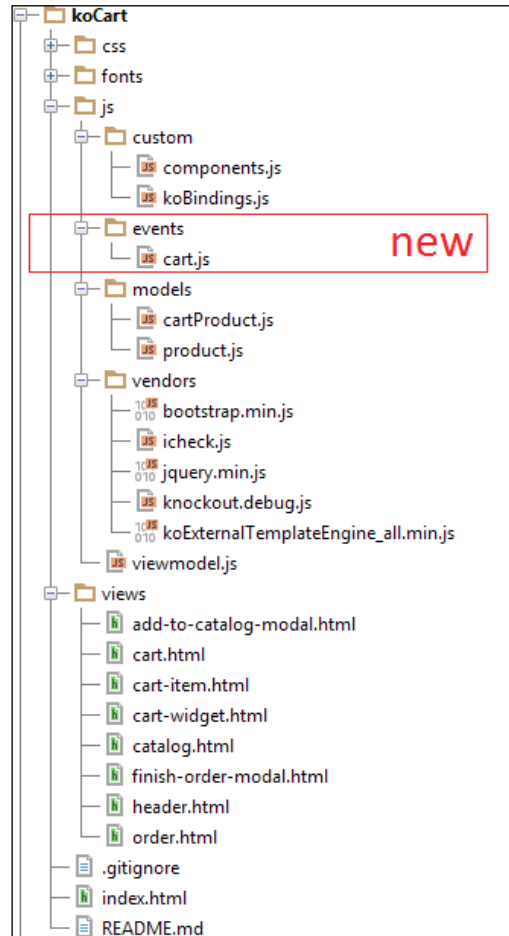 koCart
css
fonts
js
custom
components.js
koBindings.js
events
new
cart.js
models
cartProduct.js
product.js
vendors
bootstrap.min.js
icheck.js
jquery.min.js
knockout.debug.js
koExternalTemplateEngine_all.min.js
viewmodel.js
views
add-to-catalog-modal.html
cart.html
cart-item.html
cart-widget.html
catalog.html
finish-order-modal.html
header.html
order.html
.gitignore
index.html
README.md